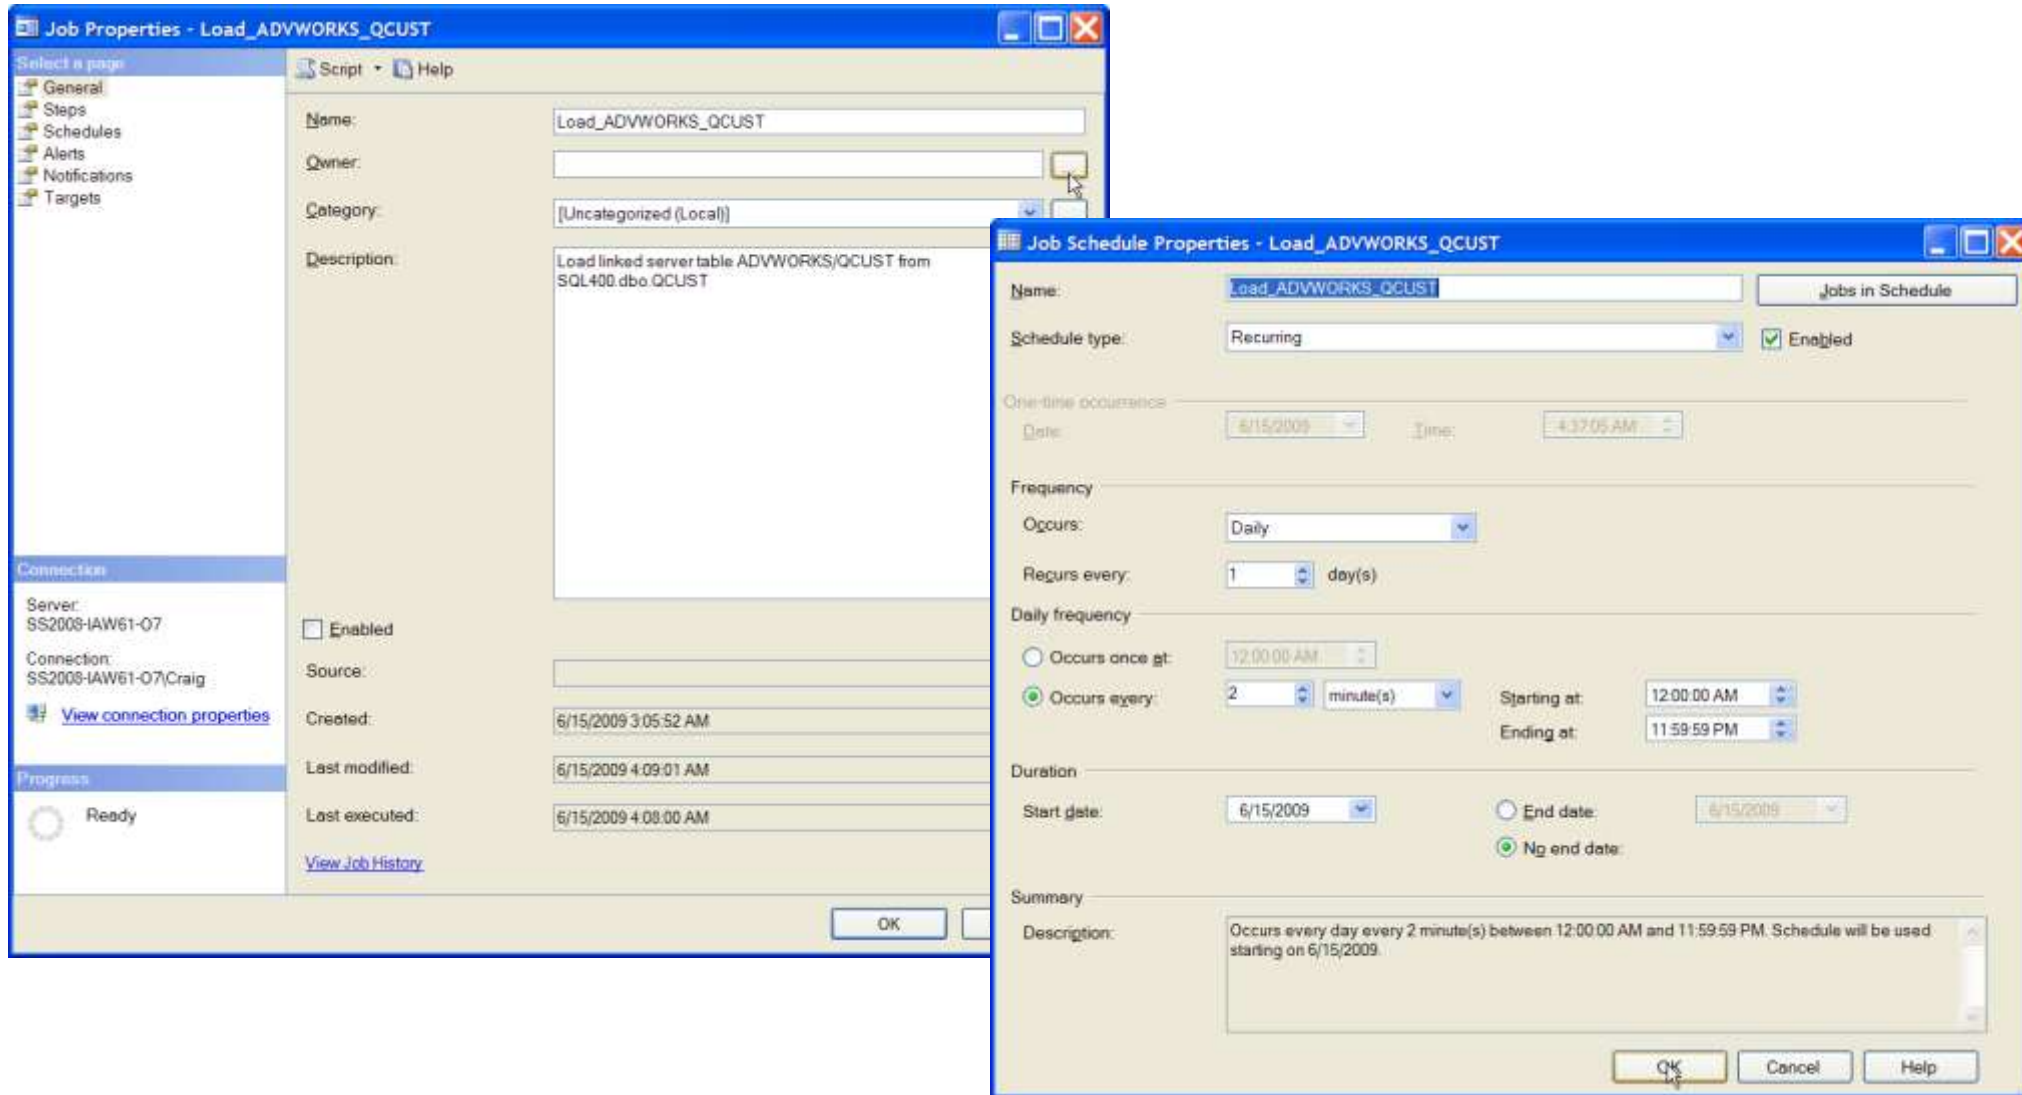 Job Properties - Load_ADVWORKS_QCUST
Select a page
General
Steps
Schedules
Alerts
Notifications
Targets
Connection
Server:
SS2008-IAW61-O7
Connection:
SS2008-IAW61-O7\Craig
View connection properties
Progress
Ready
Script Help
Name: Load_ADVWORKS_QCUST
Owner:
Category: [Uncategorized (Local)]
Description: Load linked server table ADVWORKS/QCUST from
SQL400.dbo.QCUST
Enabled
Source:
Created: 6/15/2009 3:05:52 AM
Last modified: 6/15/2009 4:09:01 AM
Last executed: 6/15/2009 4:08:00 AM
View Job History
OK
Job Schedule Properties - Load_ADVWORKS_QCUST
Name: Load_ADVWORKS_QCUST Jobs in Schedule
Schedule type: Recurring Enabled
One-time occurrence
Date: 6/15/2009 Time: 4:37:05 AM
Frequency
Occurs: Daily
Recurs every: 1 day(s)
Daily frequency
Occurs once at: 12:00:00 AM
Occurs every: 2 minute(s) Starting at: 12:00:00 AM
Ending at: 11:59:59 PM
Duration
Start date: 6/15/2009 End date: 6/15/2009
No end date:
Summary
Description: Occurs every day every 2 minute(s) between 12:00:00 AM and 11:59:59 PM. Schedule will be used
starting on 6/15/2009.
OK Cancel Help